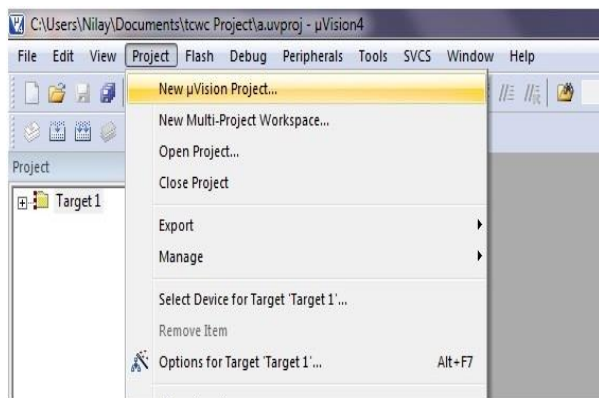 C:\Users\Nilay\Documents\tcwc Project\a.uvproj - µVision4
File Edit View Project Flash Debug Peripherals Tools SVCS Window Help
New µVision Project...
New Multi-Project Workspace...
Open Project...
Close Project
Project
Target 1
Export
Manage
Select Device for Target 'Target 1'...
Remove Item
Options for Target 'Target 1'... Alt+F7